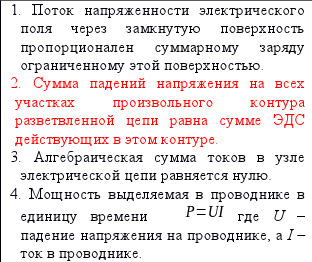 1. Поток напряженности электрического
поля через замкнутую поверхность
пропорционален суммарному заряду
ограниченному этой поверхностью.
2. Сумма падений напряжения на всех
участках произвольного контура
разветвленной цепи равна сумме ЭДС
действующих в этом контуре.
3. Алгебраическая сумма токов в узле
электрической цепи равняется нулю.
4. Мощность выделяемая в проводнике в
единицу времени P=UI где U –
падение напряжения на проводнике, а I –
ток в проводнике.